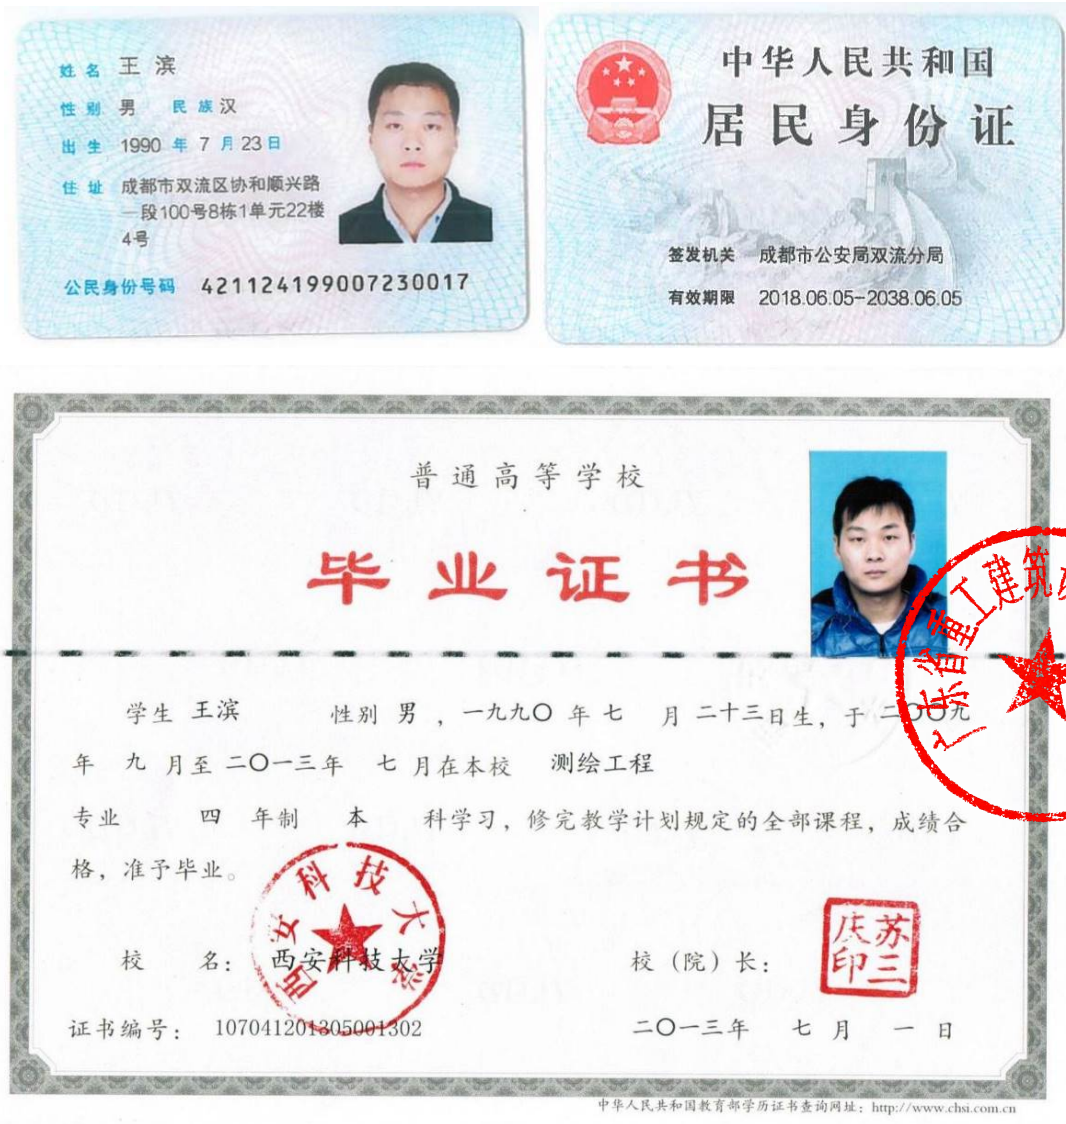 姓名 王滨
性别 男 民族 汉
出生 1990 年 7 月 23 日
住址 成都市双流区协和顺兴路
一段100号8栋1单元22楼
4号
公民身份号码 421124199007230017
中华人民共和国
居民身份证
签发机关 成都市公安局双流分局
有效期限 2018.06.05-2038.06.05
普通高等学校
毕业证书
广东省重工建筑
学生 王滨 性别 男 ，一九九〇 年 七 月 二十三日生，于 二〇〇九
年 九 月至 二〇一三年 七 月在本校 测绘工程
专业 四 年制 本 科学习，修完教学计划规定的全部课程，成绩合
格，准予毕业。
西安科技大学
校 名： 西安科技大学 校（院）长：
苏三庆印
证书编号： 107041201305001302 二〇一三年 七 月 一 日
中华人民共和国教育部学历证书查询网址：http://www.chsi.com.cn